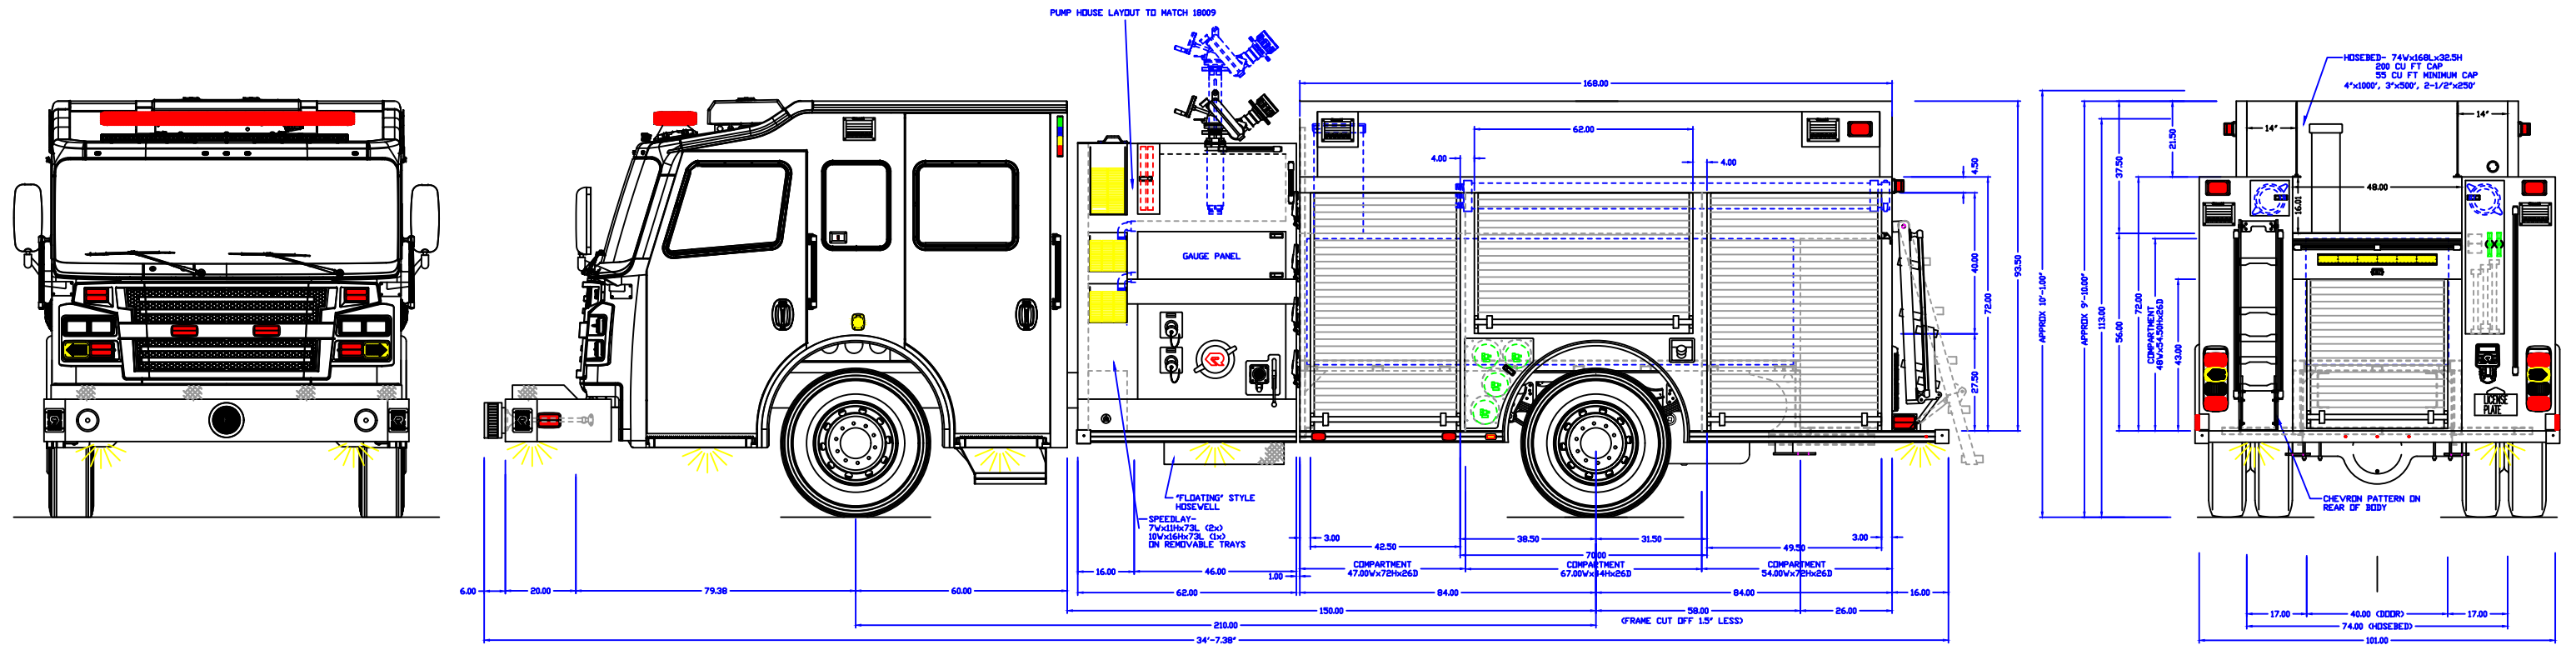 PUMP HOUSE LAYOUT TO MATCH 18009
168.00
62.00
4.00
4.00
4.50
40.00
72.00
93.50
27.50
GAUGE PANEL
"FLOATING" STYLE
HOSEWELL
SPEEDLAY-
7Wx11Hx73L (2x)
10Wx16Hx73L (1x)
ON REMOVABLE TRAYS
3.00
42.50
38.50
31.50
70.00
49.50
3.00
16.00
46.00
1.00
COMPARTMENT
47.00Wx72Hx26D
COMPARTMENT
COMPARTMENT
54.00Wx72Hx26D
6.00
20.00
79.38
60.00
62.00
84.00
84.00
16.00
150.00
58.00
26.00
210.00
(FRAME CUT OFF 1.5" LESS)
34'-7.38"
HOSEBED- 74Wx168Lx32.5H
200 CU FT CAP
55 CU FT MINIMUM CAP
4"x1000', 3"x500', 2-1/2"x250'
14"
14"
21.50
37.50
48.00
16.01
APPROX 10'-1.00"
APPROX 9'-10.00"
113.00
72.00
56.00
COMPARTMENT
48Wx54.50Hx26D
43.00
LICENSE
PLATE
CHEVRON PATTERN ON
REAR OF BODY
17.00
40.00 (DOOR)
17.00
74.00 (HOSEBED)
101.00